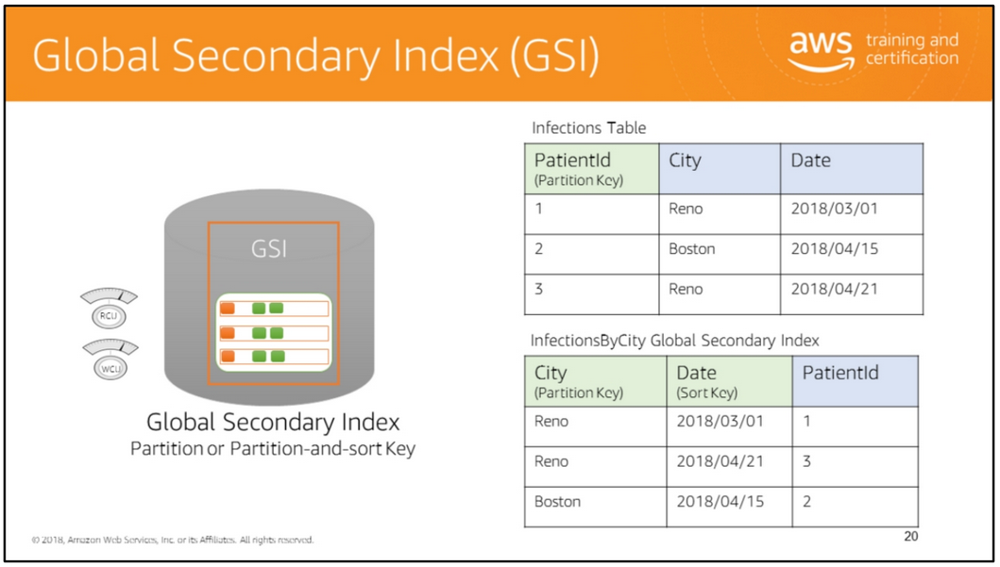 Global Secondary Index (GSI)
aws training and
certification
GSI
RCU
WCU
Global Secondary Index
Partition or Partition-and-sort Key
Infections Table
PatientId City Date
(Partition Key)
1 Reno 2018/03/01
2 Boston 2018/04/15
3 Reno 2018/04/21
InfectionsByCity Global Secondary Index
City Date PatientId
(Partition Key) (Sort Key)
Reno 2018/03/01 1
Reno 2018/04/21 3
Boston 2018/04/15 2
© 2018, Amazon Web Services, Inc. or its Affiliates. All rights reserved.
20